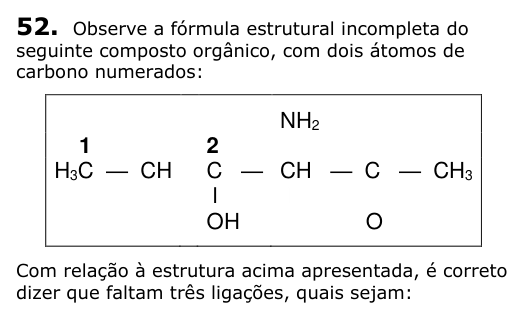 52. Observe a fórmula estrutural incompleta do
seguinte composto orgânico, com dois átomos de
carbono numerados:
NH₂
1 2
H₃C — CH C — CH — C — CH₃
|
OH O
Com relação à estrutura acima apresentada, é correto
dizer que faltam três ligações, quais sejam: